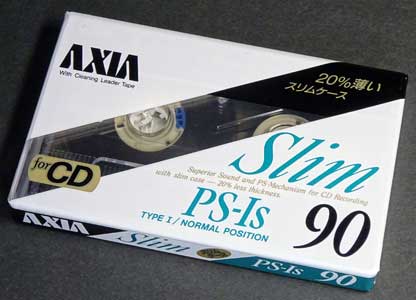 AXIA
With Cleaning Leader Tape
20%薄い
スリムケース
for CD
Slim
Superior Sound and PS-Mechanism for CD Recording
with slim case — 20% less thickness.
PS-Is
TYPE I / NORMAL POSITION
90
AXIA
Slim
PS-Is
90